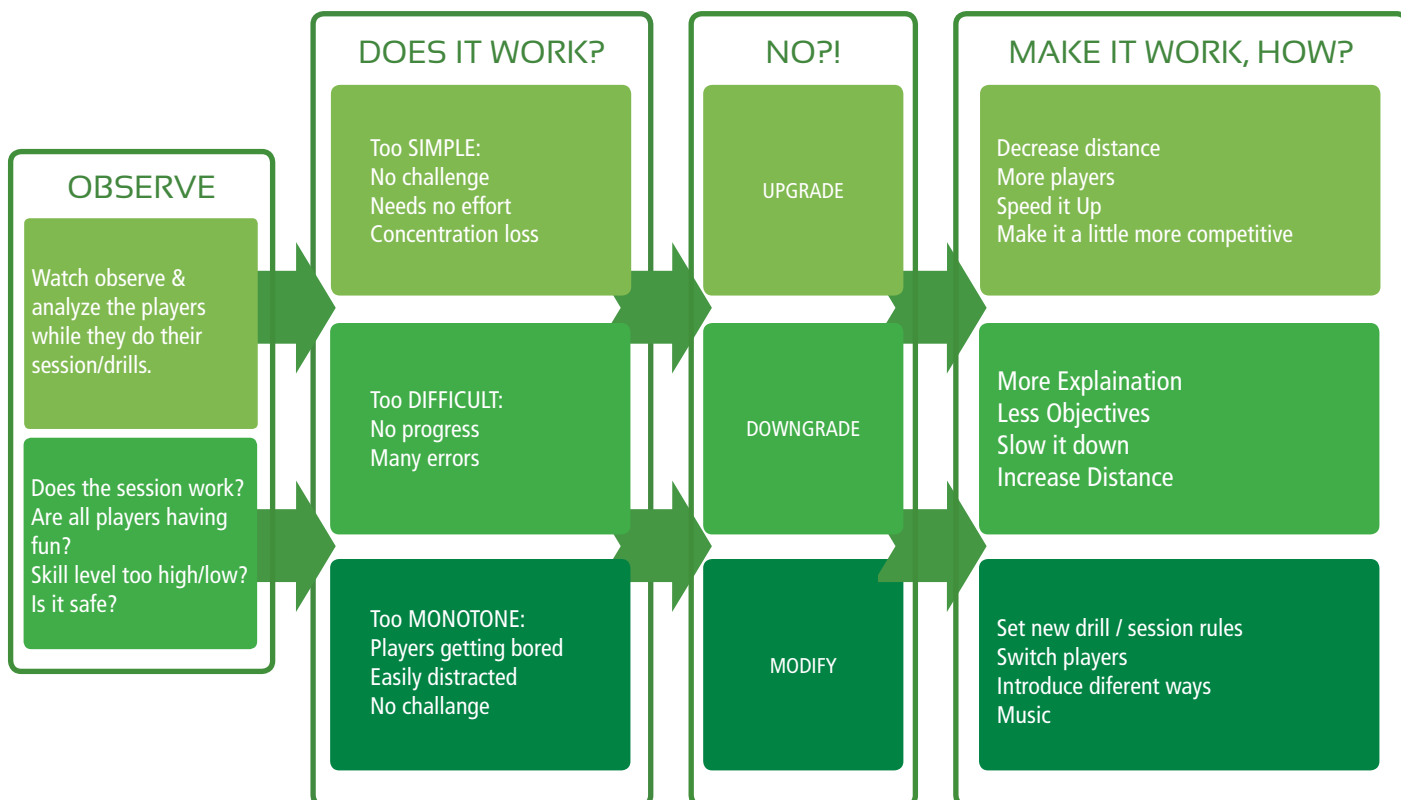 OBSERVE
Watch observe &
analyze the players
while they do their
session/drills.
Does the session work?
Are all players having
fun?
Skill level too high/low?
Is it safe?
DOES IT WORK?
Too SIMPLE:
No challenge
Needs no effort
Concentration loss
Too DIFFICULT:
No progress
Many errors
Too MONOTONE:
Players getting bored
Easily distracted
No challange
NO?!
UPGRADE
DOWNGRADE
MODIFY
MAKE IT WORK, HOW?
Decrease distance
More players
Speed it Up
Make it a little more competitive
More Explaination
Less Objectives
Slow it down
Increase Distance
Set new drill / session rules
Switch players
Introduce diferent ways
Music